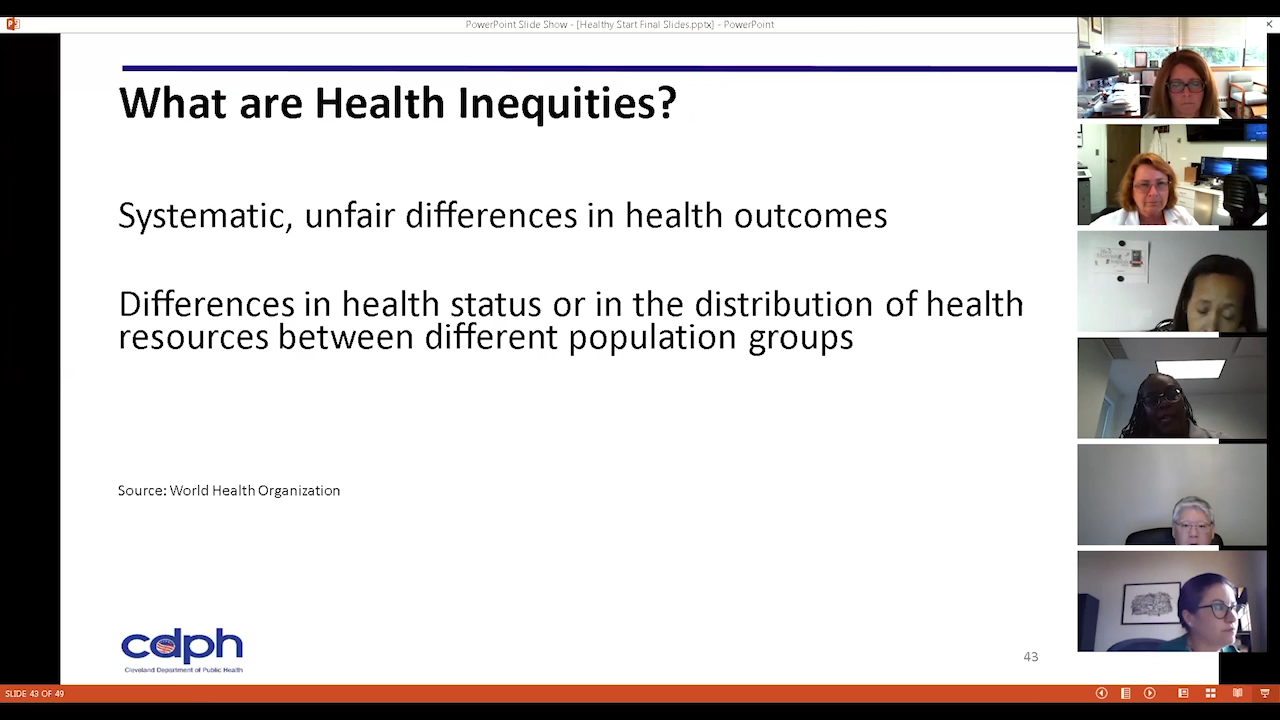 PowerPoint Slide Show - [Healthy Start Final Slides.pptx] - PowerPoint
What are Health Inequities?
Systematic, unfair differences in health outcomes
Differences in health status or in the distribution of health
resources between different population groups
Source: World Health Organization
cdph
Cleveland Department of Public Health
43
SLIDE 43 OF 49